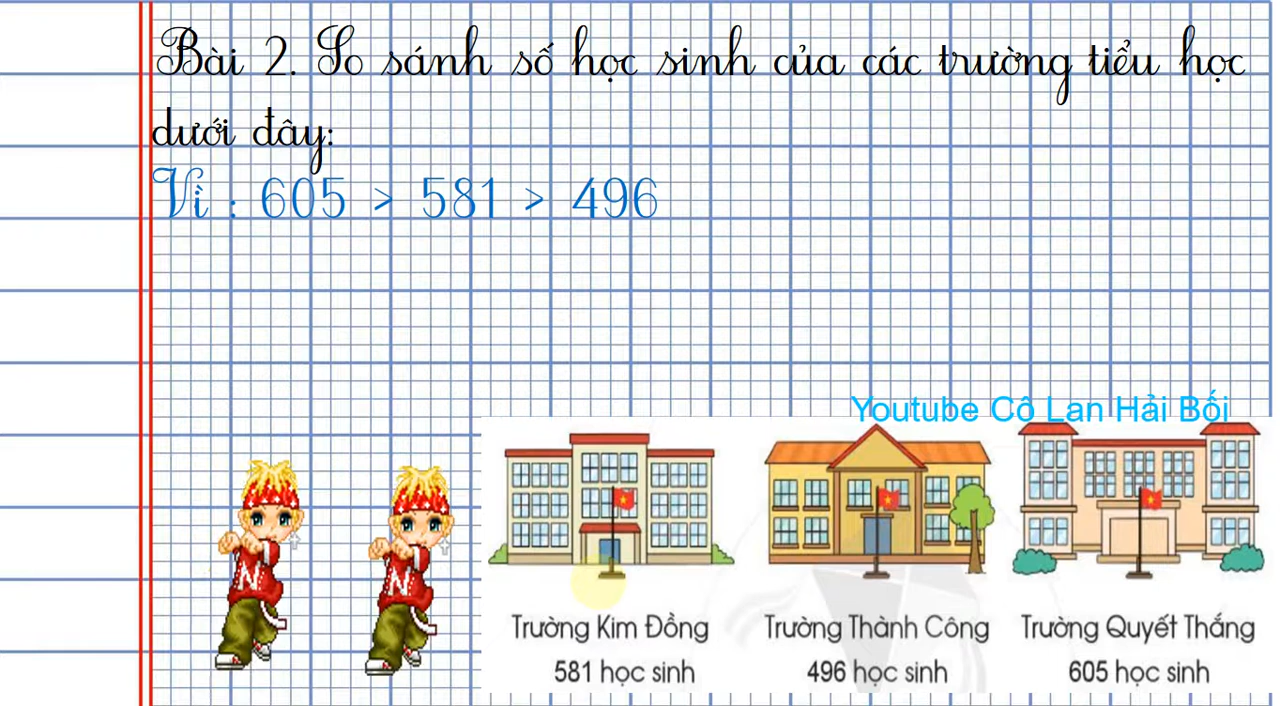 Bài 2. So sánh số học sinh của các trường tiểu học
dưới đây:
Vì : 605 > 581 > 496
Youtube Cô Lan Hải Bối
Trường Kim Đồng
581 học sinh
Trường Thành Công
496 học sinh
Trường Quyết Thắng
605 học sinh
N
N